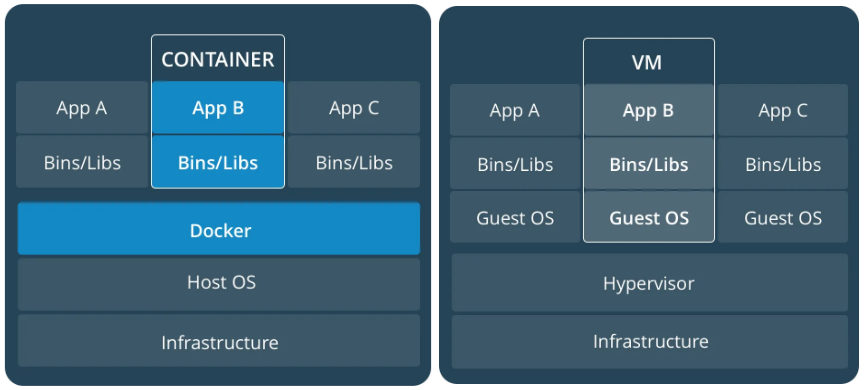 CONTAINER
App A App B App C
Bins/Libs Bins/Libs Bins/Libs
Docker
Host OS
Infrastructure
VM
App A App B App C
Bins/Libs Bins/Libs Bins/Libs
Guest OS Guest OS Guest OS
Hypervisor
Infrastructure